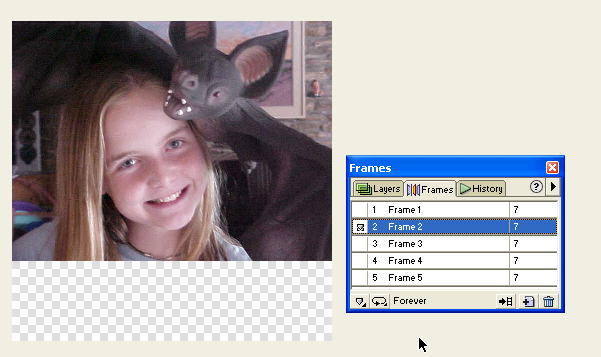 Frames
Layers Frames History ?
1 Frame 1 7
2 Frame 2 7
3 Frame 3 7
4 Frame 4 7
5 Frame 5 7
Forever